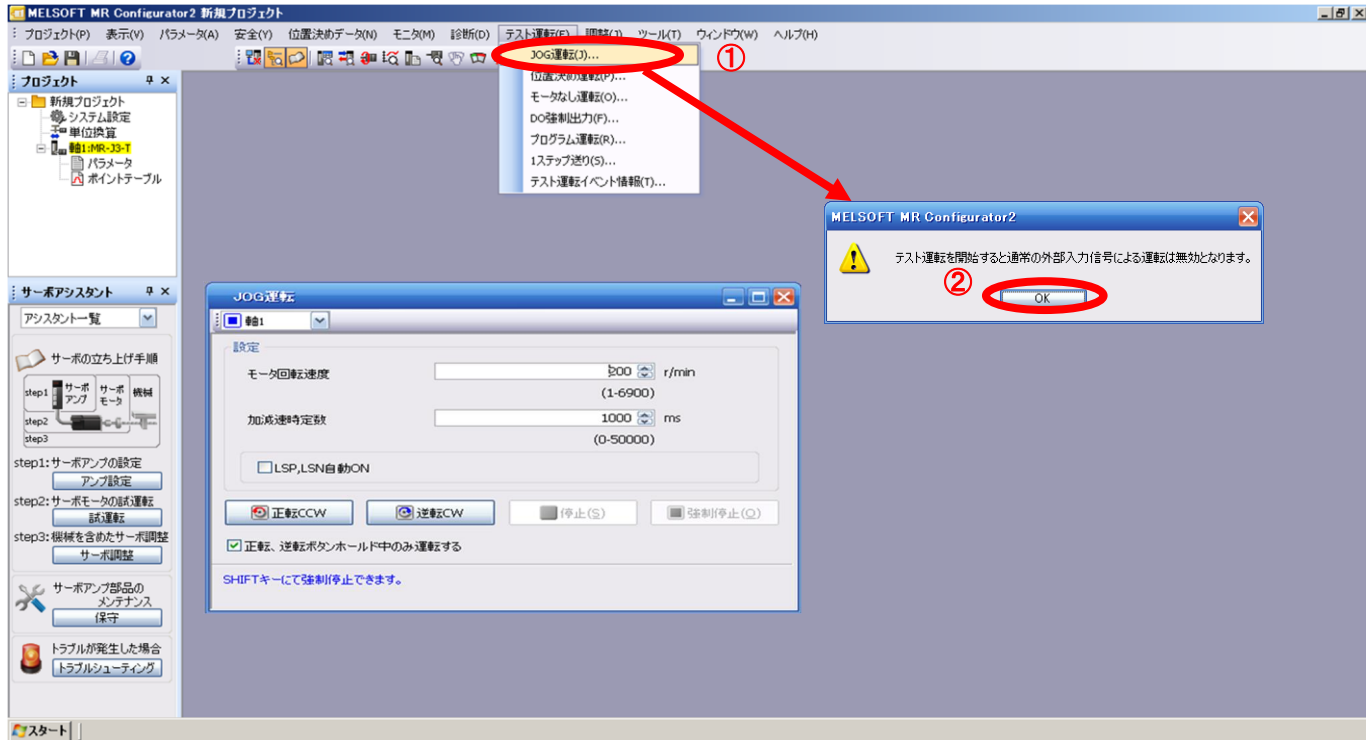 MELSOFT MR Configurator2 新規プロジェクト
プロジェクト(P) 表示(V) パラメータ(A) 安全(Y) 位置決めデータ(N) モニタ(M) 診断(D) テスト運転(E) 調整(J) ツール(T) ウィンドウ(W) ヘルプ(H)
JOG運転(J)...
①
位置決め運転(P)...
モータなし運転(O)...
DO強制出力(F)...
プログラム運転(R)...
1ステップ送り(S)...
テスト運転イベント情報(T)...
プロジェクト
新規プロジェクト
システム設定
単位換算
軸1:MR-J3-T
パラメータ
ポイントテーブル
MELSOFT MR Configurator2
テスト運転を開始すると通常の外部入力信号による運転は無効となります。
②
OK
サーボアシスタント
アシスタント一覧
サーボの立ち上げ手順
step1 サーボアンプ サーボモータ 機械
step2
step3
step1:サーボアンプの設定
アンプ設定
step2:サーボモータの試運転
試運転
step3:機械を含めたサーボ調整
サーボ調整
サーボアンプ部品の
メンテナンス
保守
トラブルが発生した場合
トラブルシューティング
JOG運転
軸1
設定
モータ回転速度 200 r/min
(1-6900)
加減速時定数 1000 ms
(0-50000)
LSP,LSN自動ON
正転CCW 逆転CW 停止(S) 強制停止(O)
正転、逆転ボタンホールド中のみ運転する
SHIFTキーにて強制停止できます。
スタート